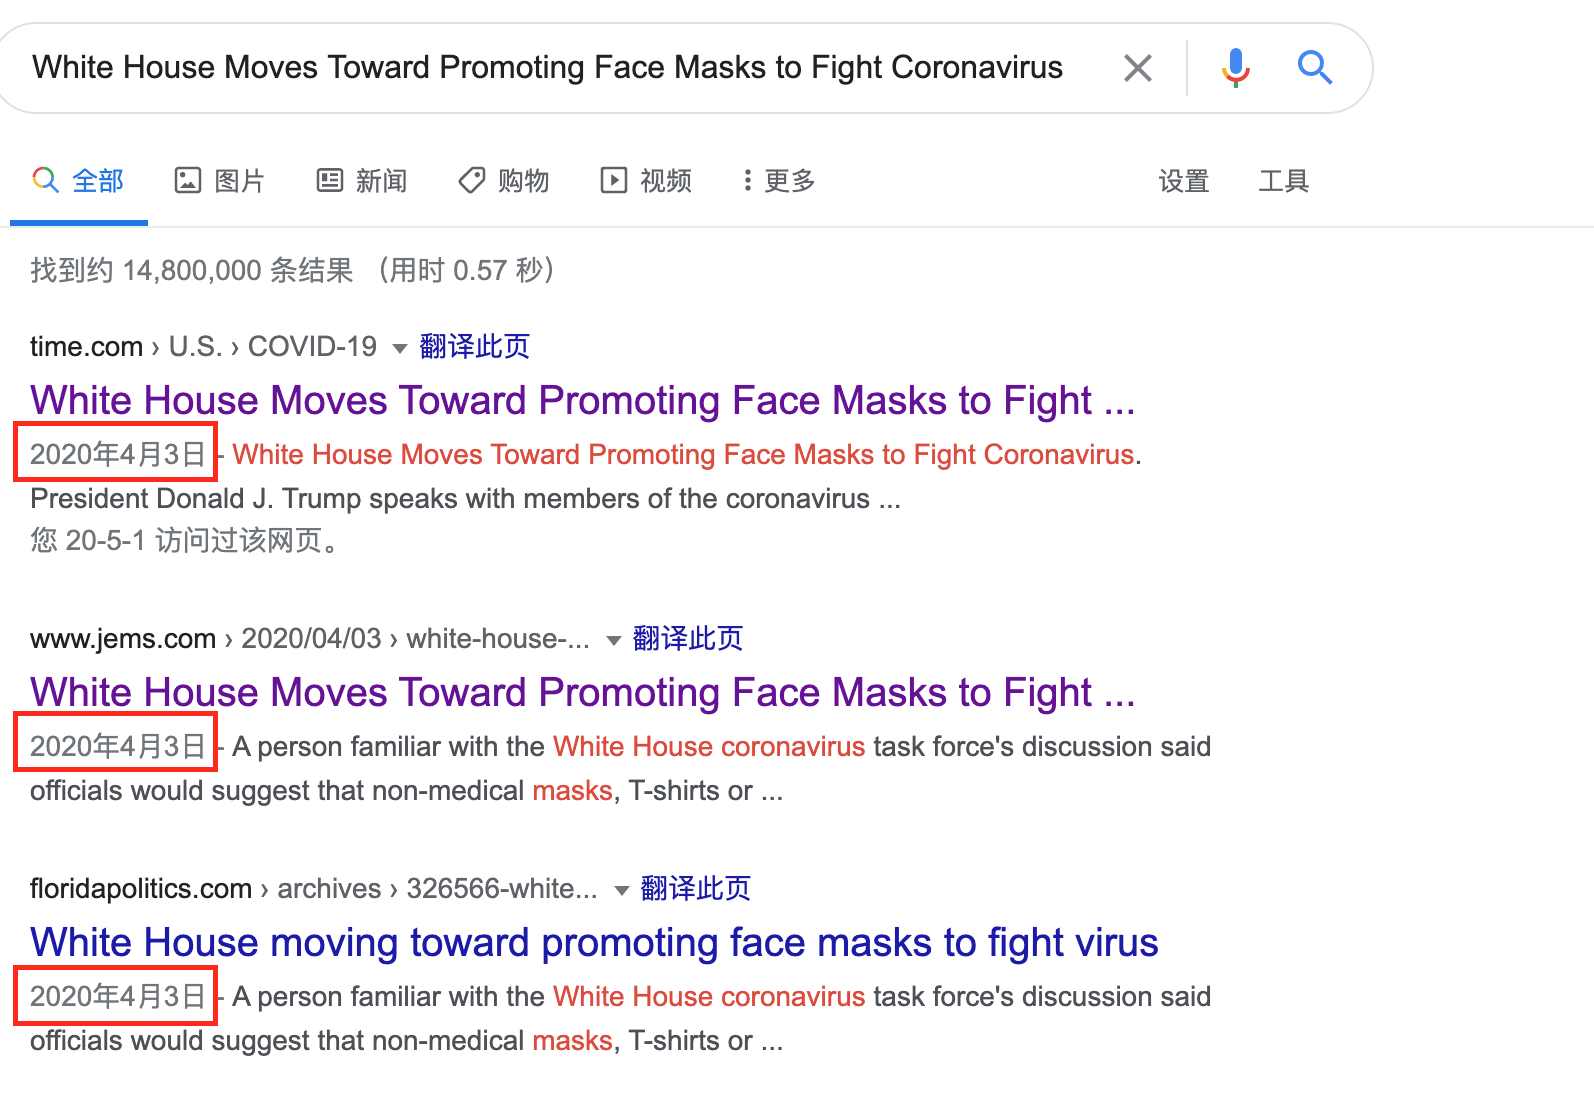 White House Moves Toward Promoting Face Masks to Fight Coronavirus
全部 图片 新闻 购物 视频 更多 设置 工具
找到约 14,800,000 条结果 （用时 0.57 秒）
time.com › U.S. › COVID-19 翻译此页
White House Moves Toward Promoting Face Masks to Fight ...
2020年4月3日 - White House Moves Toward Promoting Face Masks to Fight Coronavirus.
President Donald J. Trump speaks with members of the coronavirus ...
您 20-5-1 访问过该网页。
www.jems.com › 2020/04/03 › white-house-... 翻译此页
White House Moves Toward Promoting Face Masks to Fight ...
2020年4月3日 - A person familiar with the White House coronavirus task force's discussion said
officials would suggest that non-medical masks, T-shirts or ...
floridapolitics.com › archives › 326566-white... 翻译此页
White House moving toward promoting face masks to fight virus
2020年4月3日 - A person familiar with the White House coronavirus task force's discussion said
officials would suggest that non-medical masks, T-shirts or ...